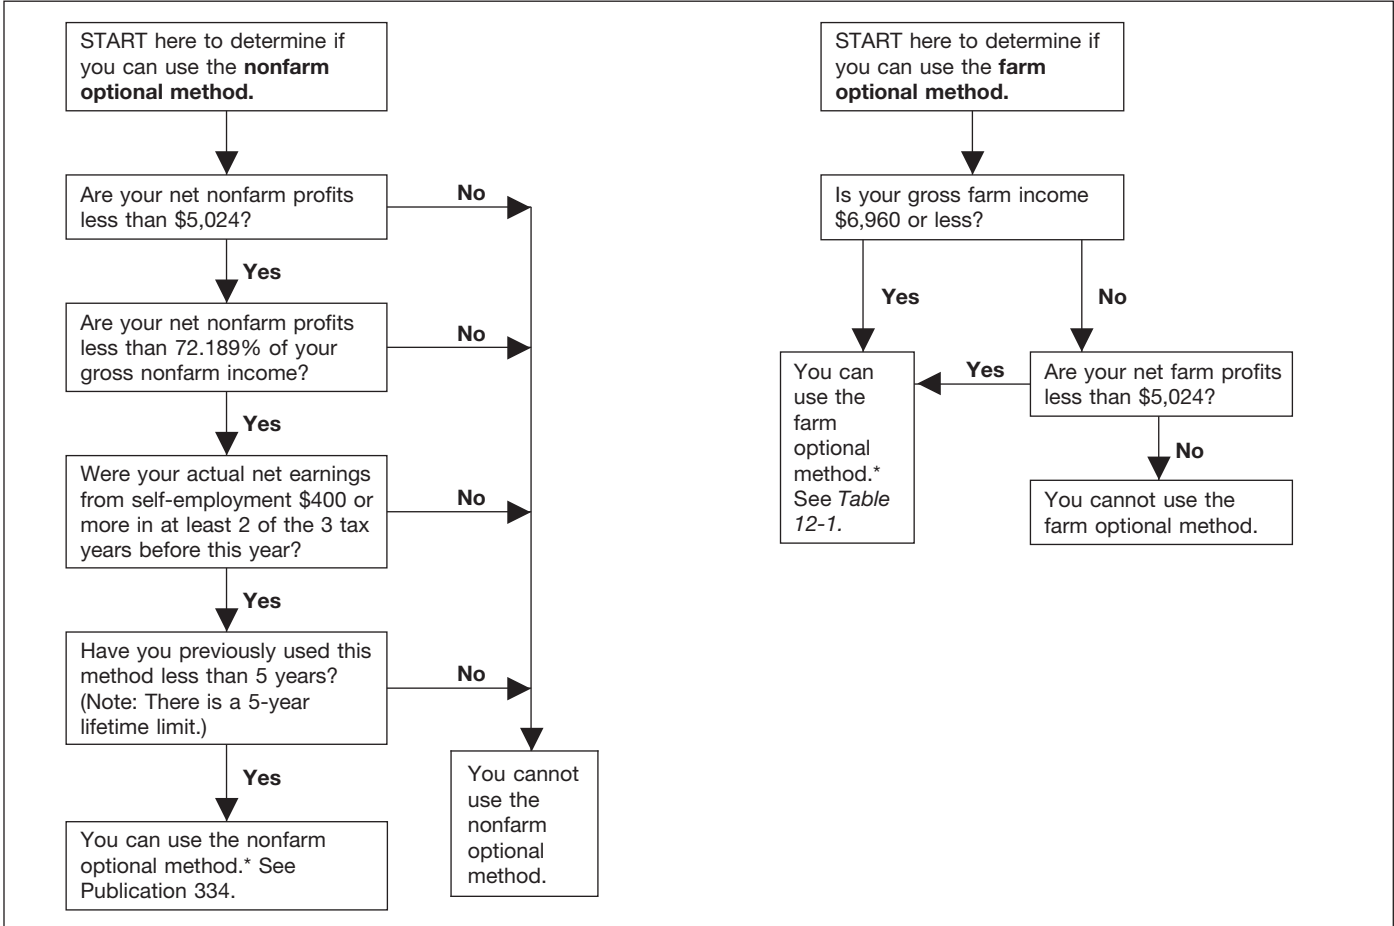 START here to determine if
you can use the nonfarm
optional method.
Are your net nonfarm profits
less than $5,024?
No
Yes
Are your net nonfarm profits
less than 72.189% of your
gross nonfarm income?
No
Yes
Were your actual net earnings
from self-employment $400 or
more in at least 2 of the 3 tax
years before this year?
No
Yes
Have you previously used this
method less than 5 years?
(Note: There is a 5-year
lifetime limit.)
No
Yes
You can use the nonfarm
optional method.* See
Publication 334.
You cannot
use the
nonfarm
optional
method.
START here to determine if
you can use the farm
optional method.
Is your gross farm income
$6,960 or less?
Yes
No
You can
use the
farm
optional
method.*
See Table
12-1.
Yes
Are your net farm profits
less than $5,024?
No
You cannot use the
farm optional method.